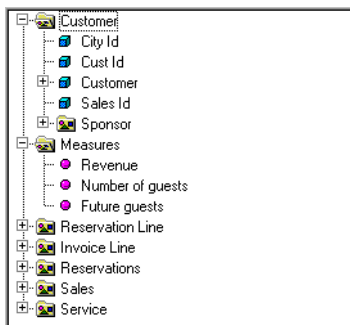 Customer
City Id
Cust Id
Customer
Sales Id
Sponsor
Measures
Revenue
Number of guests
Future guests
Reservation Line
Invoice Line
Reservations
Sales
Service